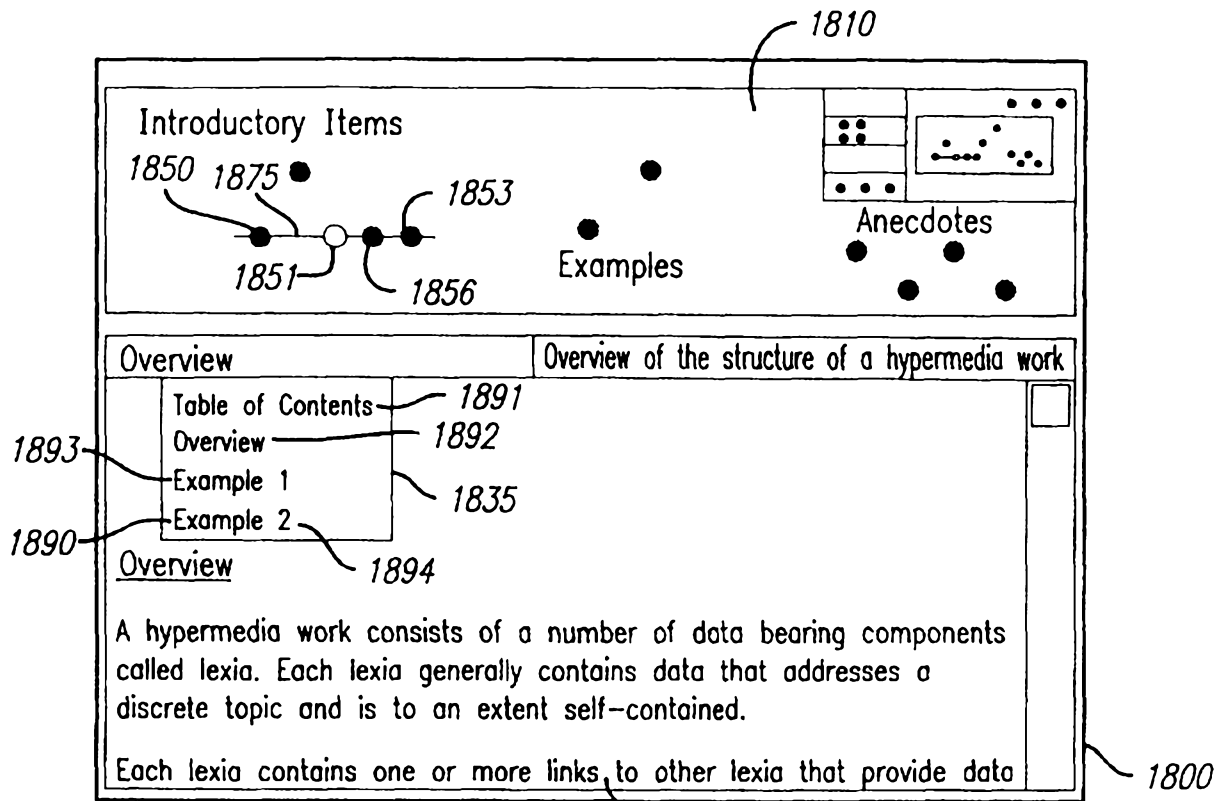 1810
Introductory Items
1850 1875
1853
1851
1856
Examples
Anecdotes
Overview
Overview of the structure of a hypermedia work
Table of Contents
1891
Overview
1892
1893
Example 1
1835
Example 2
1890
1894
Overview
A hypermedia work consists of a number of data bearing components
called lexia. Each lexia generally contains data that addresses a
discrete topic and is to an extent self-contained.
Each lexia contains one or more links to other lexia that provide data
1800